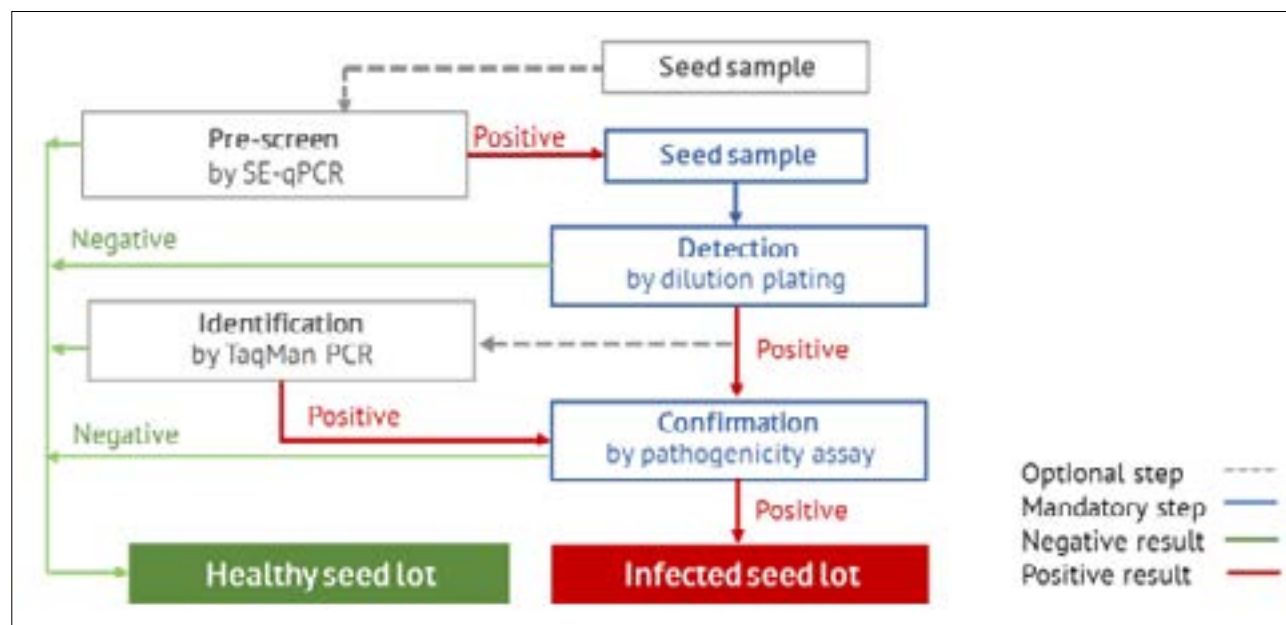 Seed sample
Pre-screen
by SE-qPCR
Positive
Seed sample
Negative
Detection
by dilution plating
Identification
by TaqMan PCR
Positive
Positive
Negative
Confirmation
by pathogenicity assay
Positive
Healthy seed lot
Infected seed lot
Optional step
Mandatory step
Negative result
Positive result